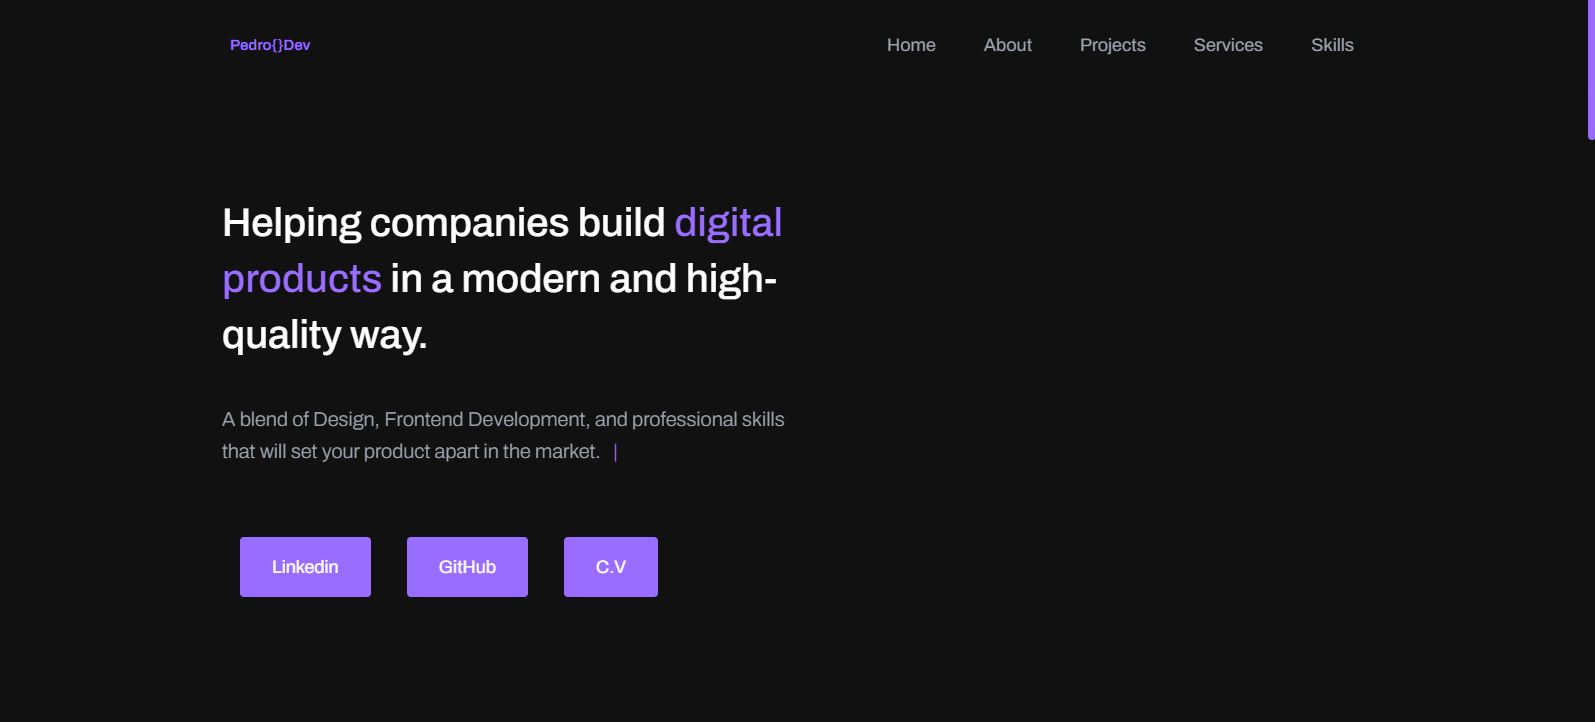 Pedro{}Dev
Home About Projects Services Skills
Helping companies build digital
products in a modern and high-
quality way.
A blend of Design, Frontend Development, and professional skills
that will set your product apart in the market. |
Linkedin GitHub C.V